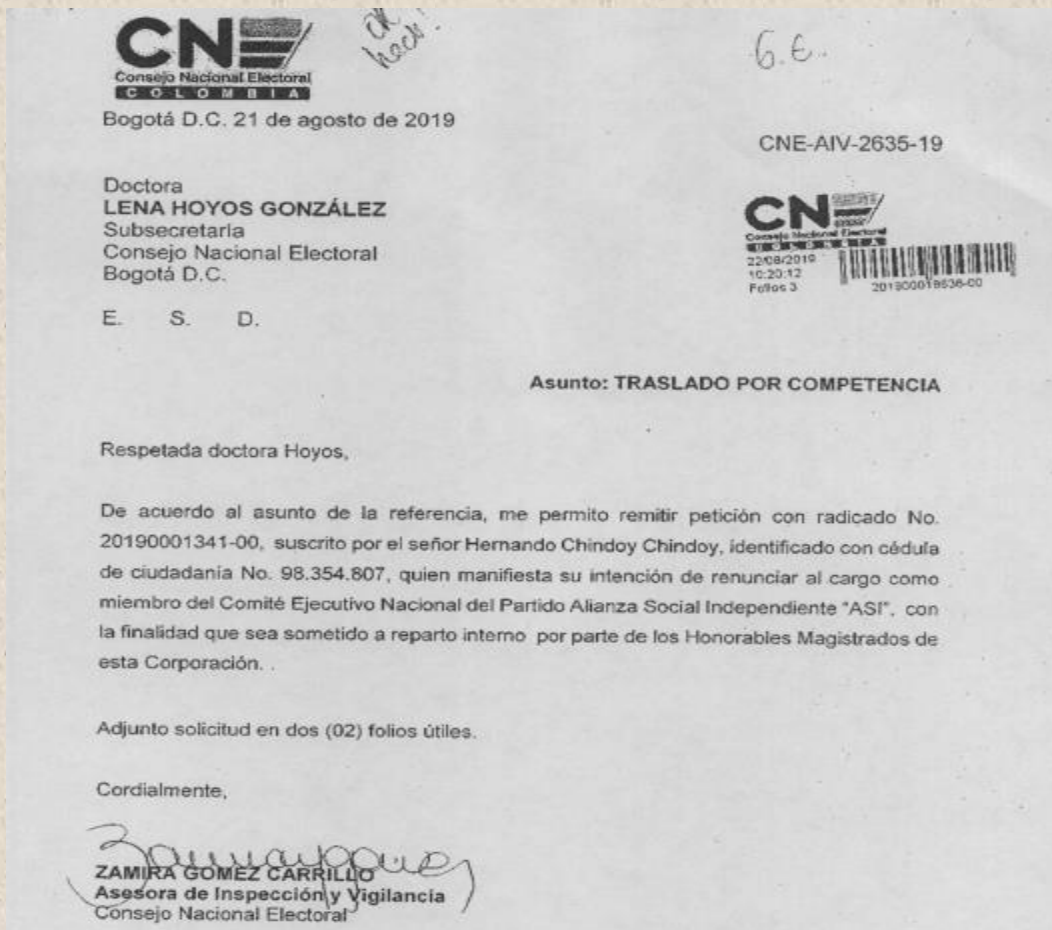 CNE
Consejo Nacional Electoral
COLOMBIA
Bogotá D.C. 21 de agosto de 2019
6.E.
CNE-AIV-2635-19
Doctora
LENA HOYOS GONZÁLEZ
Subsecretaria
Consejo Nacional Electoral
Bogotá D.C.
CNE
Consejo Nacional Electoral
COLOMBIA
22/08/2019
10:20:12
Folios 3
E. S. D.
Asunto: TRASLADO POR COMPETENCIA
Respetada doctora Hoyos,
De acuerdo al asunto de la referencia, me permito remitir petición con radicado No.
20190001341-00, suscrito por el señor Hernando Chindoy Chindoy, identificado con cédula
de ciudadanía No. 98.354.807, quien manifiesta su intención de renunciar al cargo como
miembro del Comité Ejecutivo Nacional del Partido Alianza Social Independiente "ASI", con
la finalidad que sea sometido a reparto interno por parte de los Honorables Magistrados de
esta Corporación. .
Adjunto solicitud en dos (02) folios útiles.
Cordialmente,
ZAMIRA GOMEZ CARRILLO
Asesora de Inspección y Vigilancia
Consejo Nacional Electoral